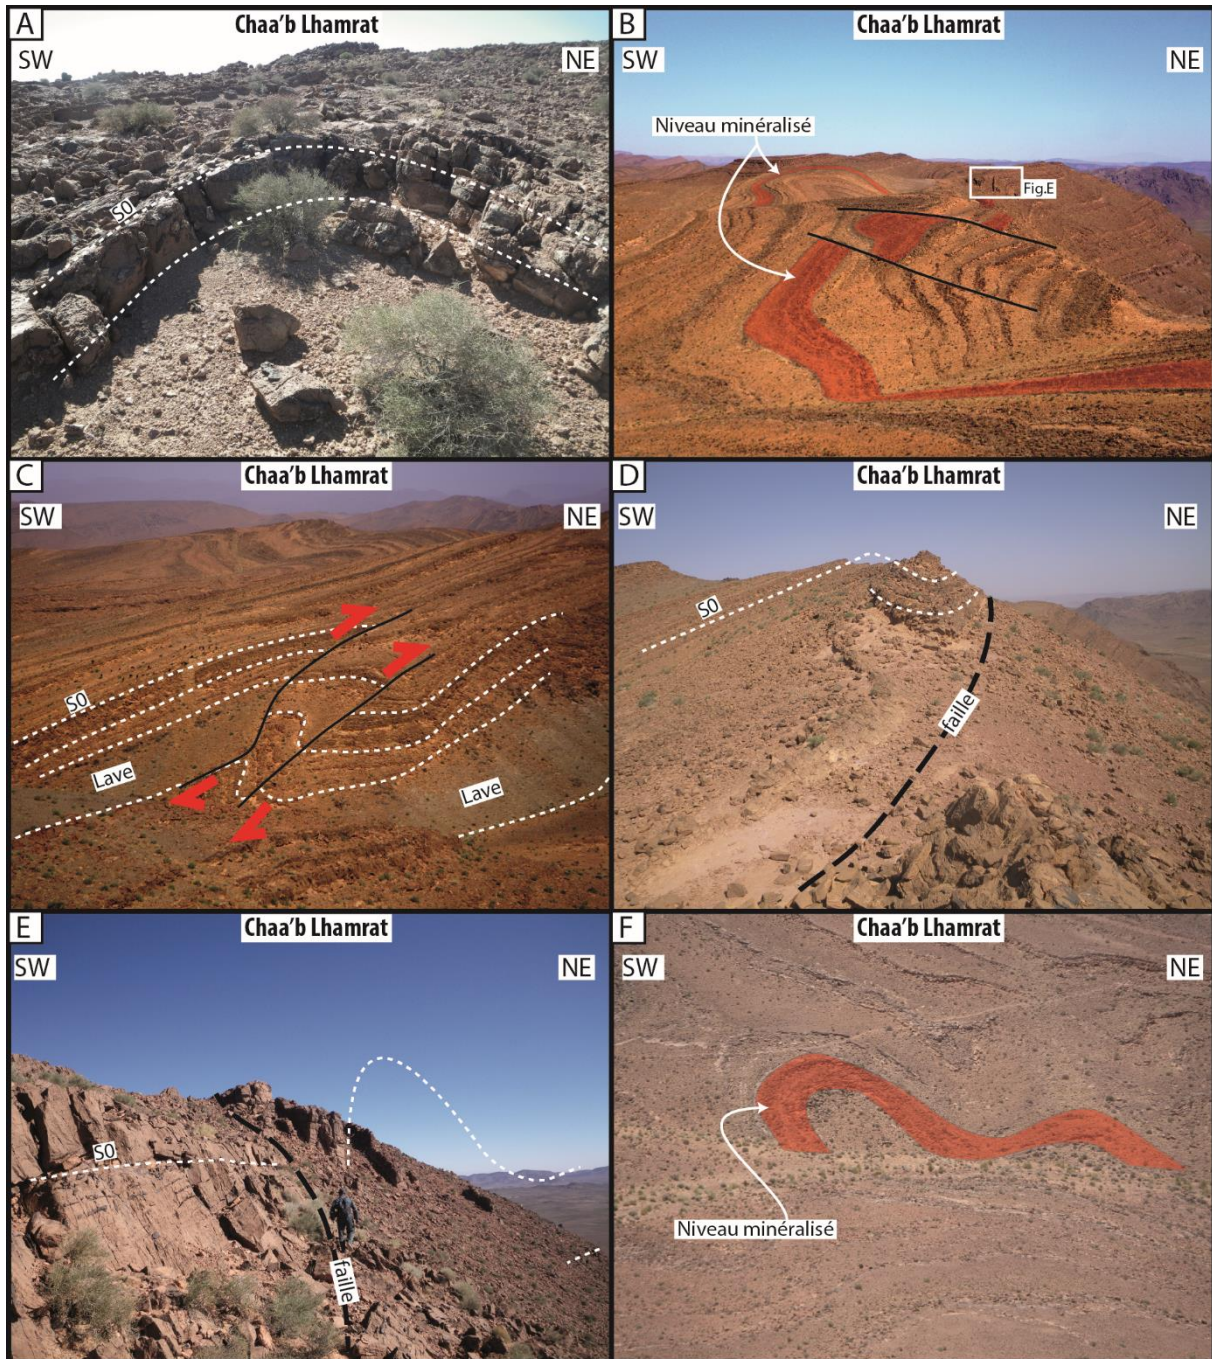 A
Chaa'b Lhamrat
SW
NE
S0
B
Chaa'b Lhamrat
SW
NE
Niveau minéralisé
Fig.E
C
Chaa'b Lhamrat
SW
NE
S0
Lave
Lave
D
Chaa'b Lhamrat
SW
NE
S0
faille
E
Chaa'b Lhamrat
SW
NE
S0
faille
F
Chaa'b Lhamrat
SW
NE
Niveau minéralisé